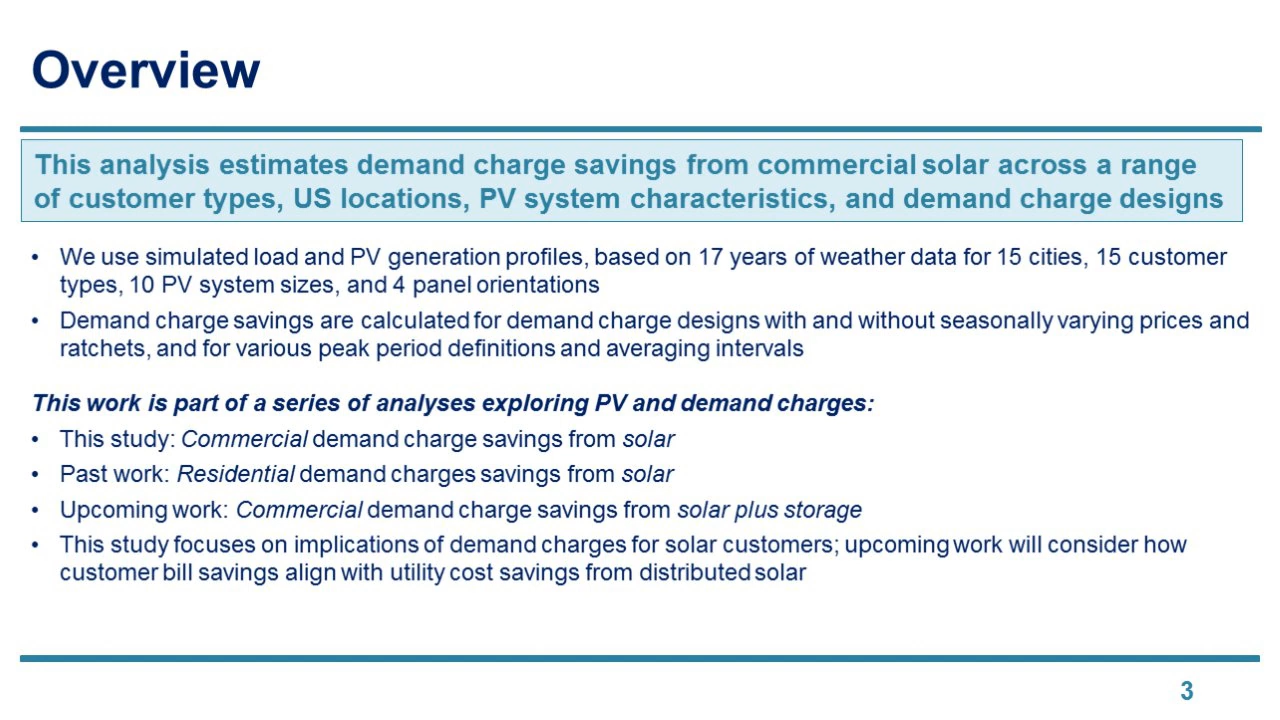 Overview
This analysis estimates demand charge savings from commercial solar across a range
of customer types, US locations, PV system characteristics, and demand charge designs
• We use simulated load and PV generation profiles, based on 17 years of weather data for 15 cities, 15 customer
types, 10 PV system sizes, and 4 panel orientations
• Demand charge savings are calculated for demand charge designs with and without seasonally varying prices and
ratchets, and for various peak period definitions and averaging intervals
This work is part of a series of analyses exploring PV and demand charges:
• This study: Commercial demand charge savings from solar
• Past work: Residential demand charges savings from solar
• Upcoming work: Commercial demand charge savings from solar plus storage
• This study focuses on implications of demand charges for solar customers; upcoming work will consider how
customer bill savings align with utility cost savings from distributed solar
3